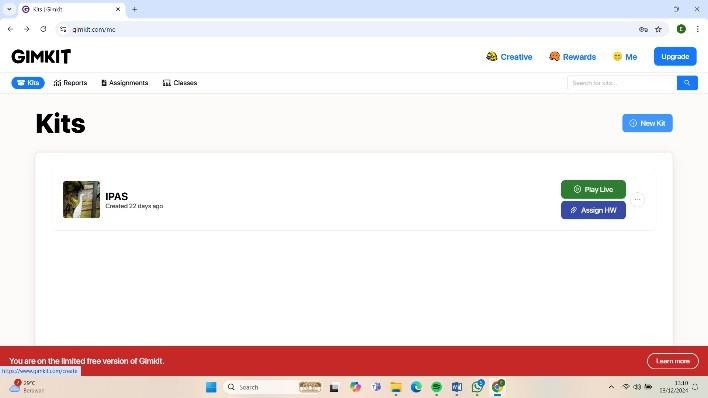 Kits | Gimkit
gimkit.com/me
E
GIMKIT
Creative
Rewards
Me
Upgrade
Kits
Reports
Assignments
Classes
Search for kits...
Kits
New Kit
IPAS
Created 22 days ago
Play Live
Assign HW
You are on the limited free version of Gimkit.
Learn more
https://www.gimkit.com/create
29°C
Berawan
Search
13:10
03/12/2024